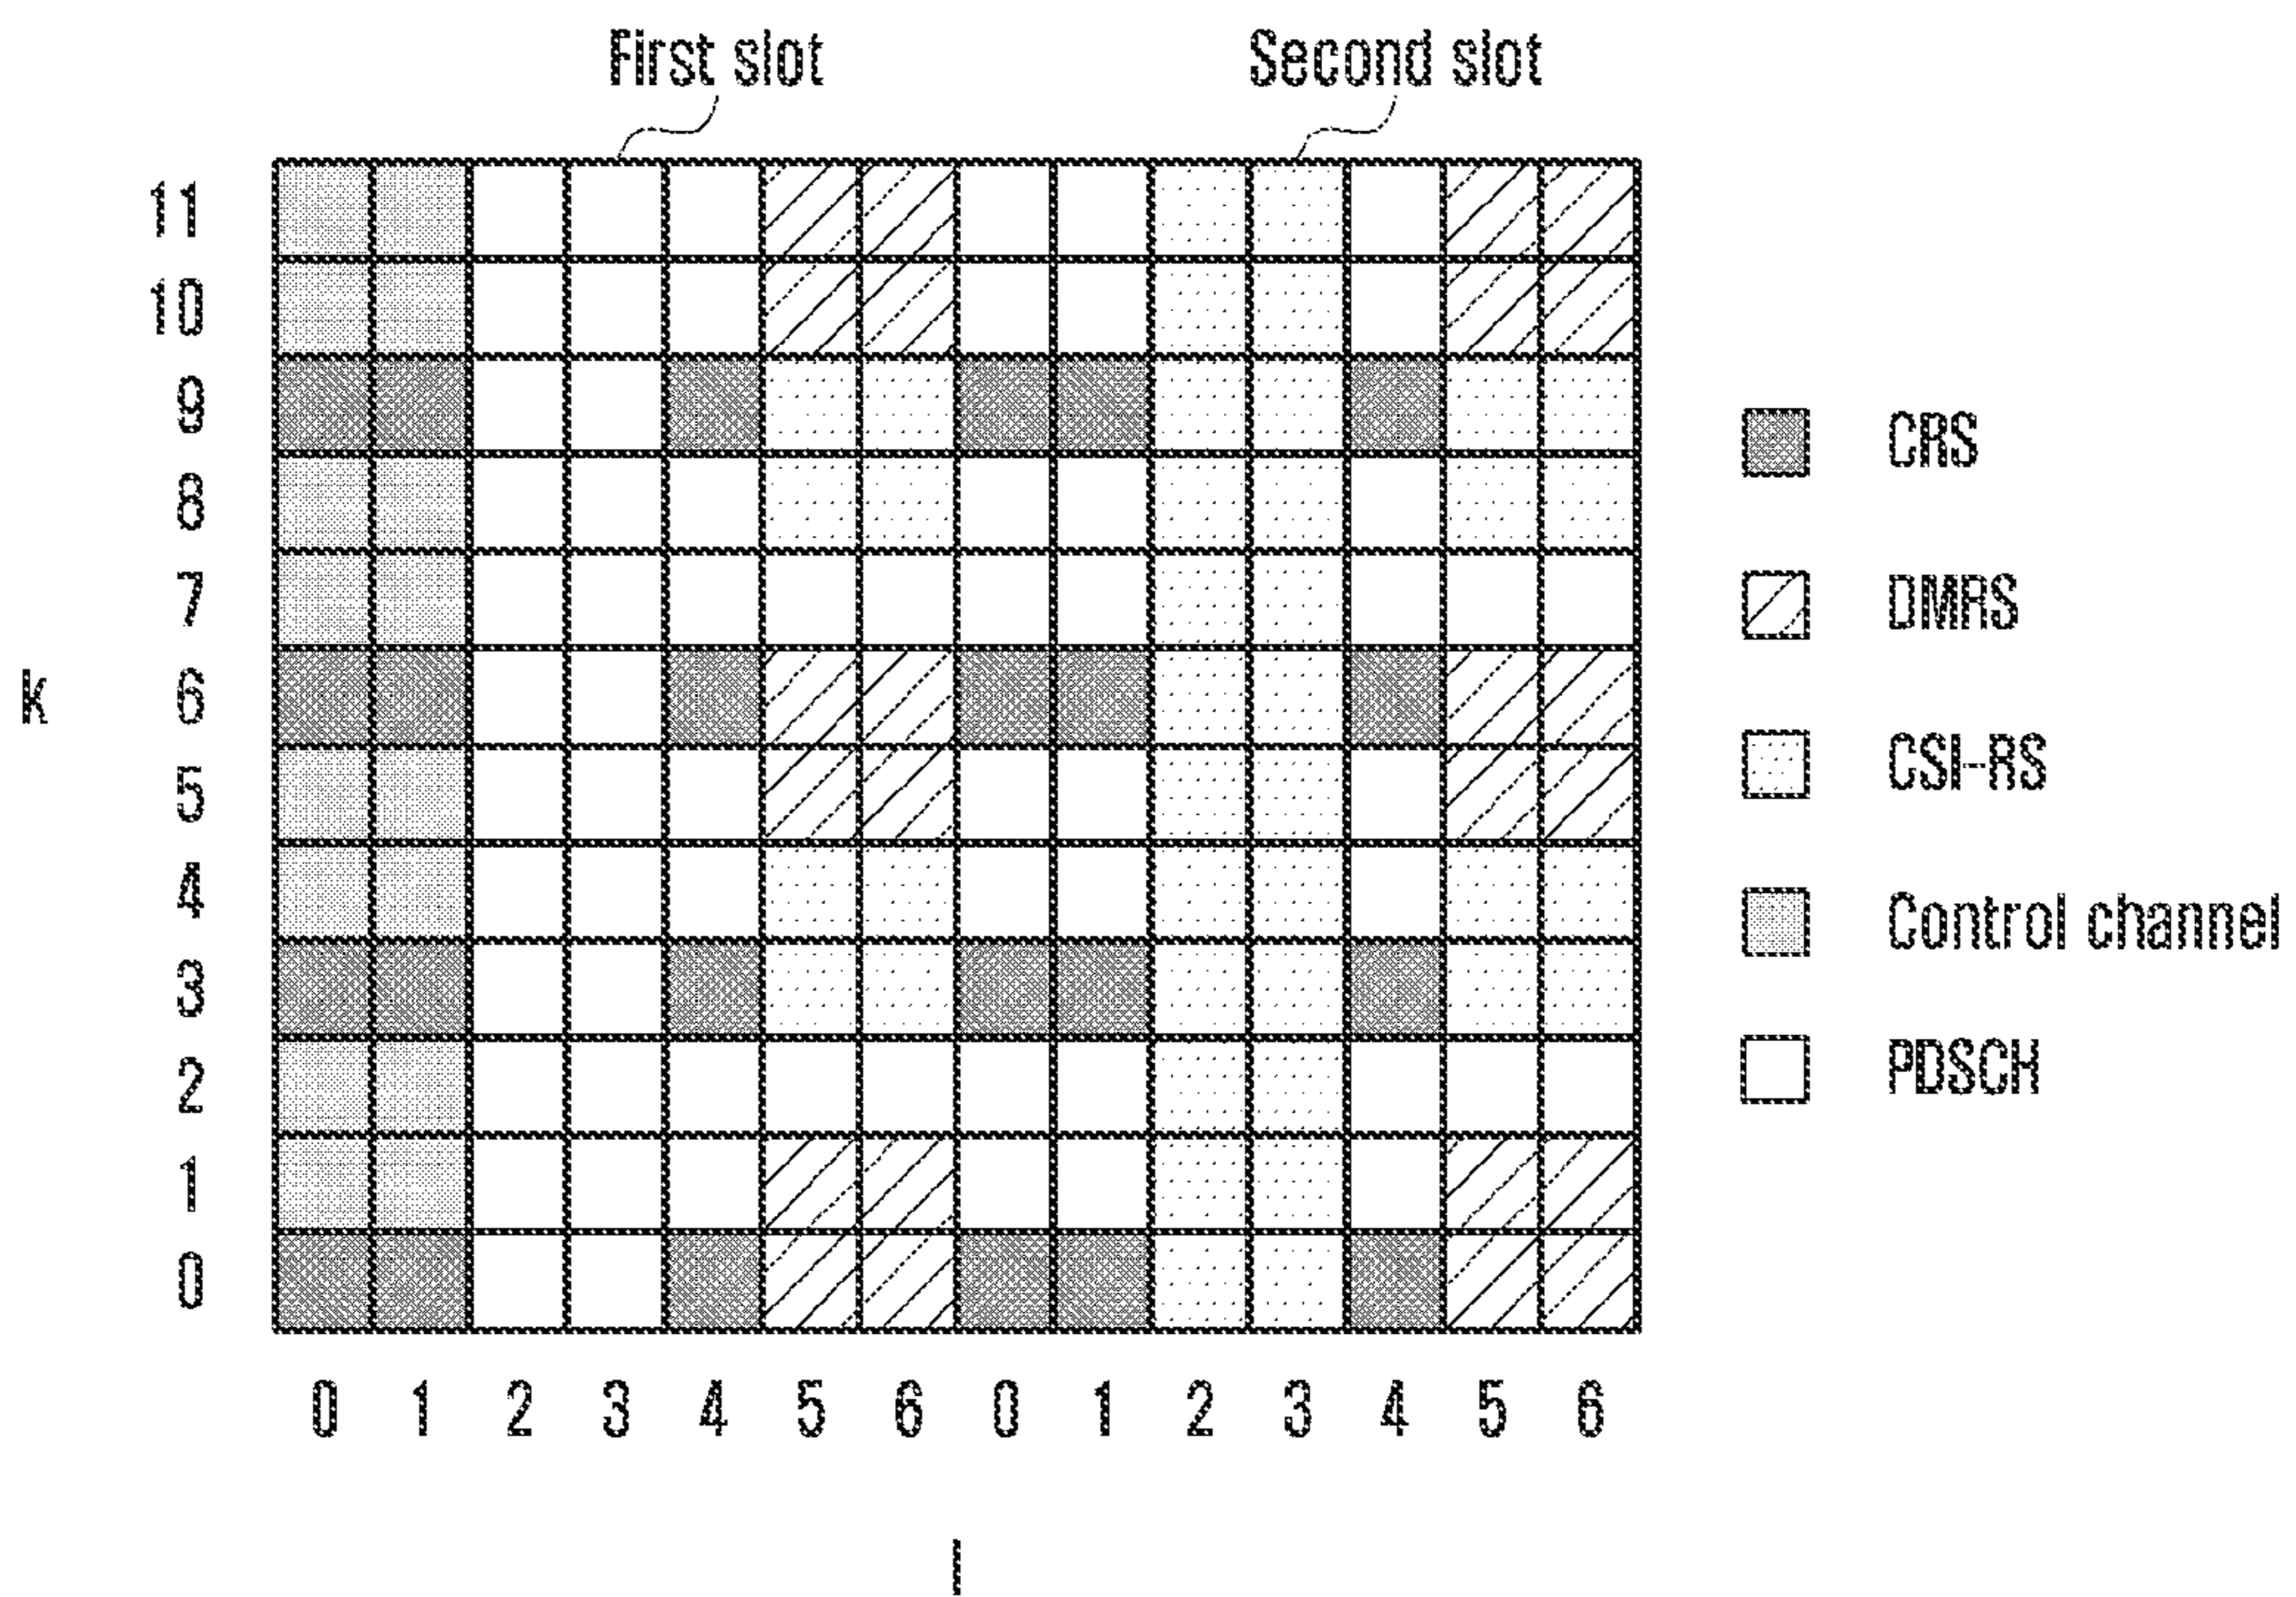 First slot Second slot
11
10
9
8
7
k 6
5
4
3
2
1
0
0 1 2 3 4 5 6 0 1 2 3 4 5 6
l
CRS
DMRS
CSI-RS
Control channel
PDSCH